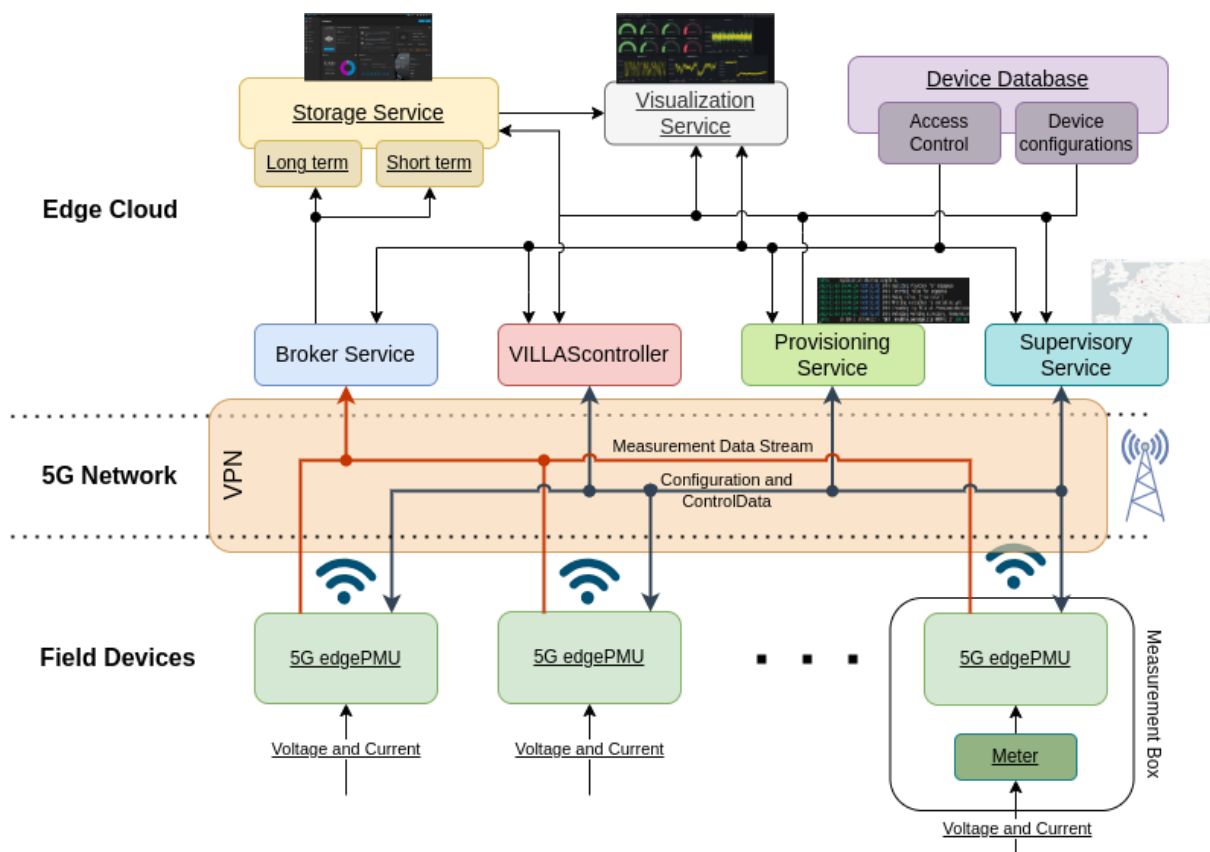 Device Database
Storage Service
Visualization
Service
Access
Control
Device
configurations
Long term
Short term
Edge Cloud
Broker Service
VILLAScontroller
Provisioning
Service
Supervisory
Service
5G Network
VPN
Measurement Data Stream
Configuration and
ControlData
Field Devices
5G edgePMU
5G edgePMU
5G edgePMU
Measurement Box
Meter
Voltage and Current
Voltage and Current
Voltage and Current